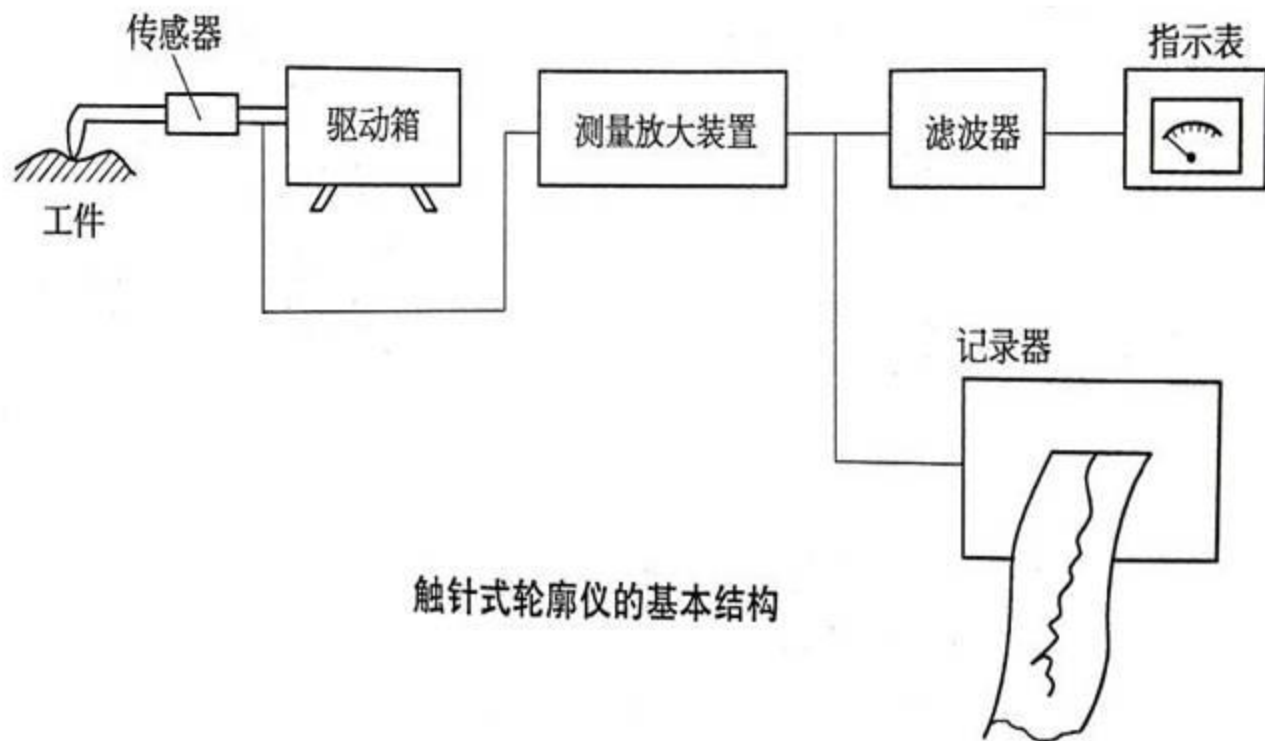 传感器
指示表
驱动箱
测量放大装置
滤波器
工件
记录器
触针式轮廓仪的基本结构